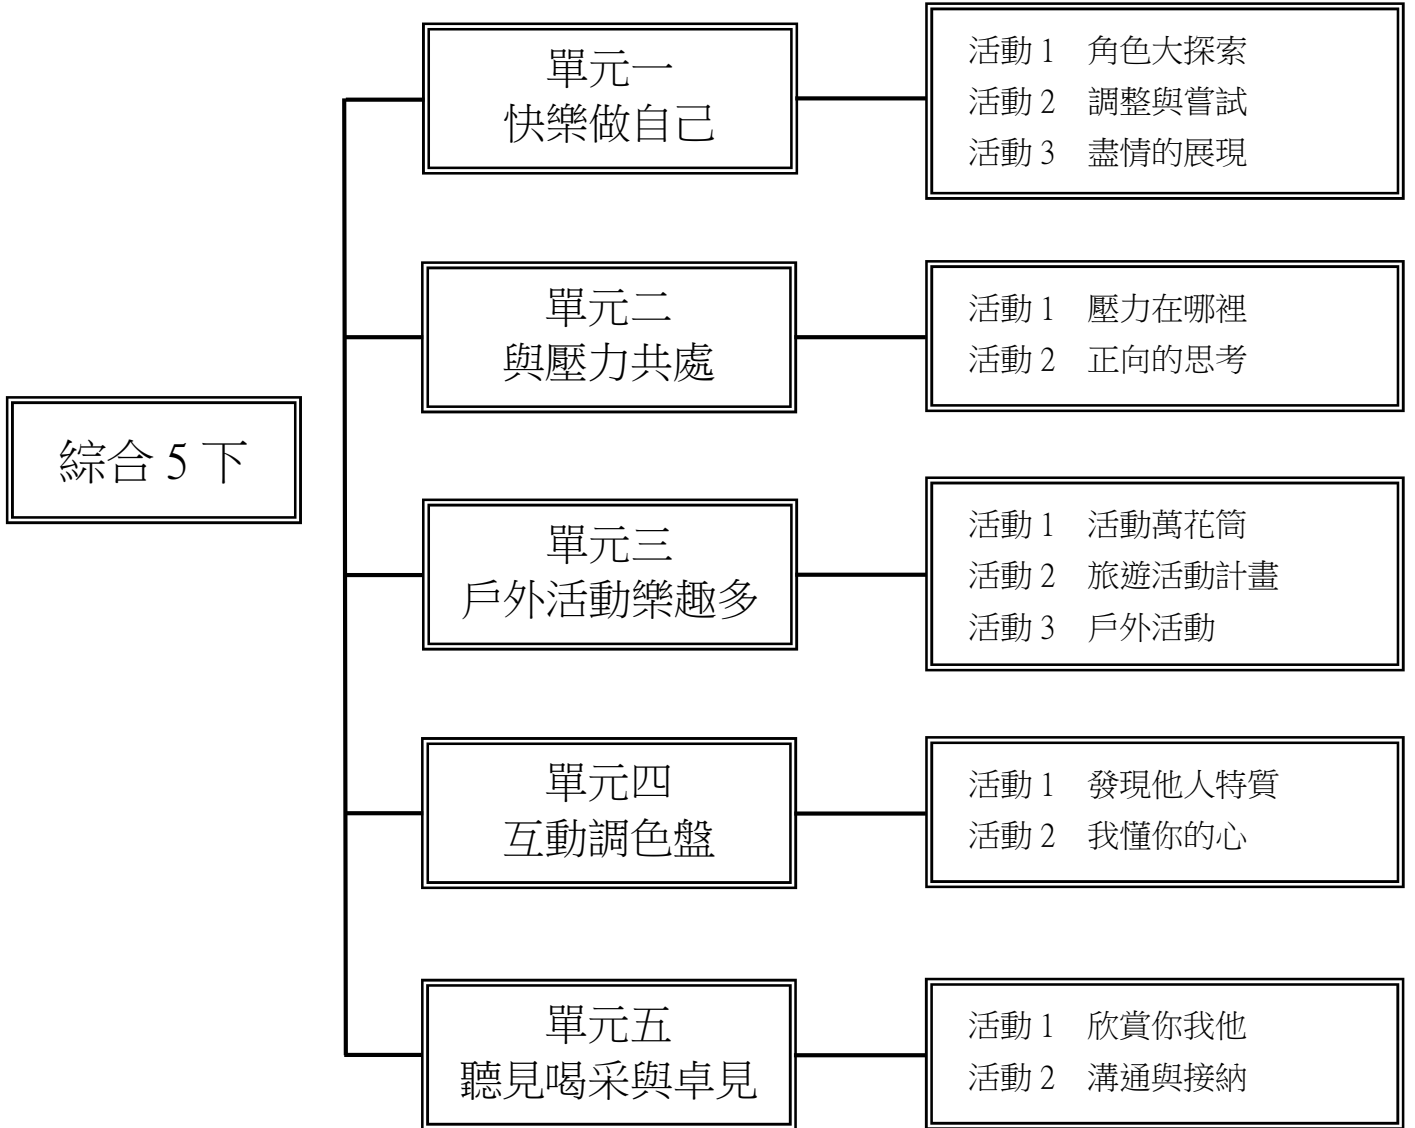 綜合 5 下
單元一
快樂做自己
活動 1　角色大探索
活動 2　調整與嘗試
活動 3　盡情的展現
單元二
與壓力共處
活動 1　壓力在哪裡
活動 2　正向的思考
單元三
戶外活動樂趣多
活動 1　活動萬花筒
活動 2　旅遊活動計畫
活動 3　戶外活動
單元四
互動調色盤
活動 1　發現他人特質
活動 2　我懂你的心
單元五
聽見喝采與卓見
活動 1　欣賞你我他
活動 2　溝通與接納